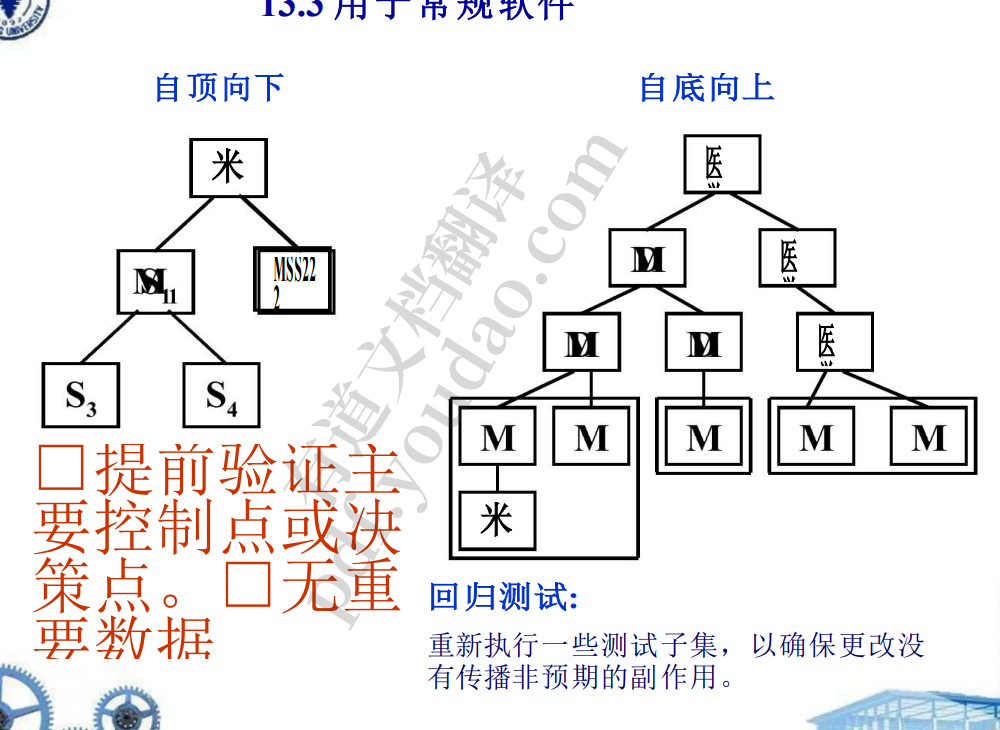 13.3 用于常规软件
自顶向下
自底向上
米
MSS22
2
S3
S4
医
医
医
M
M
M
M
M
米
□提前验证主
要控制点或决
策点。□无重
要数据
回归测试:
重新执行一些测试子集，以确保更改没
有传播非预期的副作用。
有道文档翻译
pdf.youdao.com